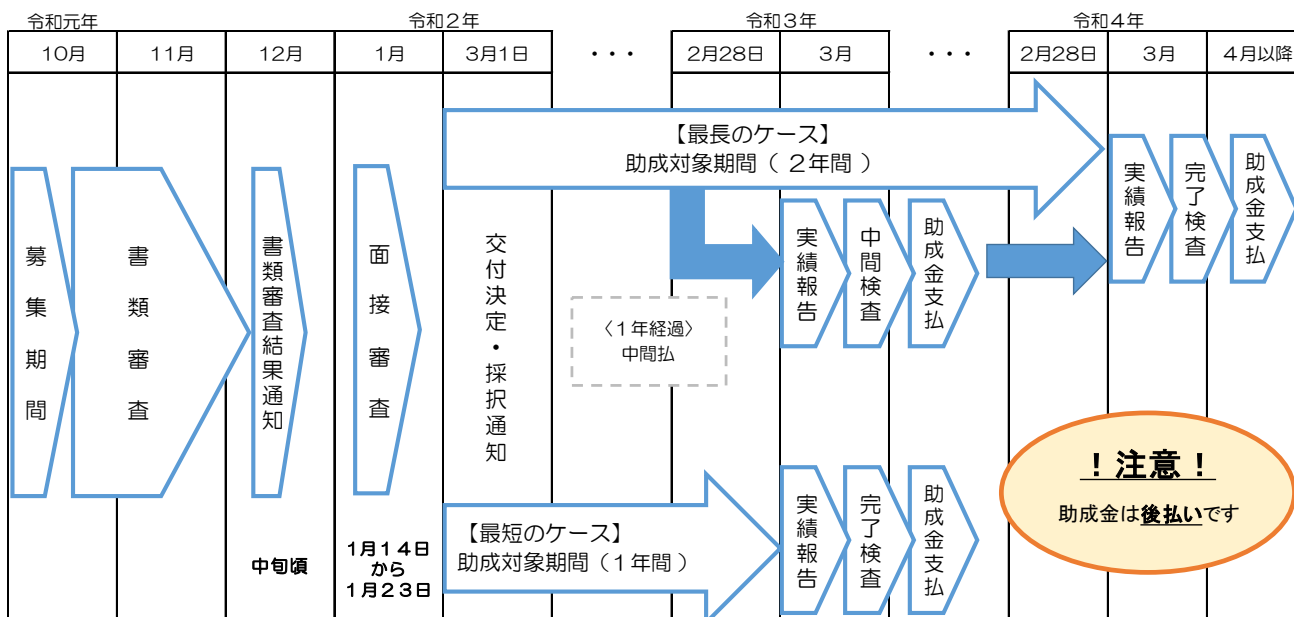 令和元年
令和２年
令和３年
令和４年
10月
11月
12月
１月
３月１日
・・・
２月28日
３月
・・・
２月28日
３月
４月以降
【最長のケース】
助成対象期間（ ２年間 ）
募集期間
書類審査
書類審査結果通知
中旬頃
面接審査
１月１４日
から
１月２３日
交付決定・採択通知
〈１年経過〉
中間払
実績報告
中間検査
助成金支払
実績報告
完了検査
助成金支払
【最短のケース】
助成対象期間（１年間 ）
実績報告
完了検査
助成金支払
！注意！
助成金は後払いです